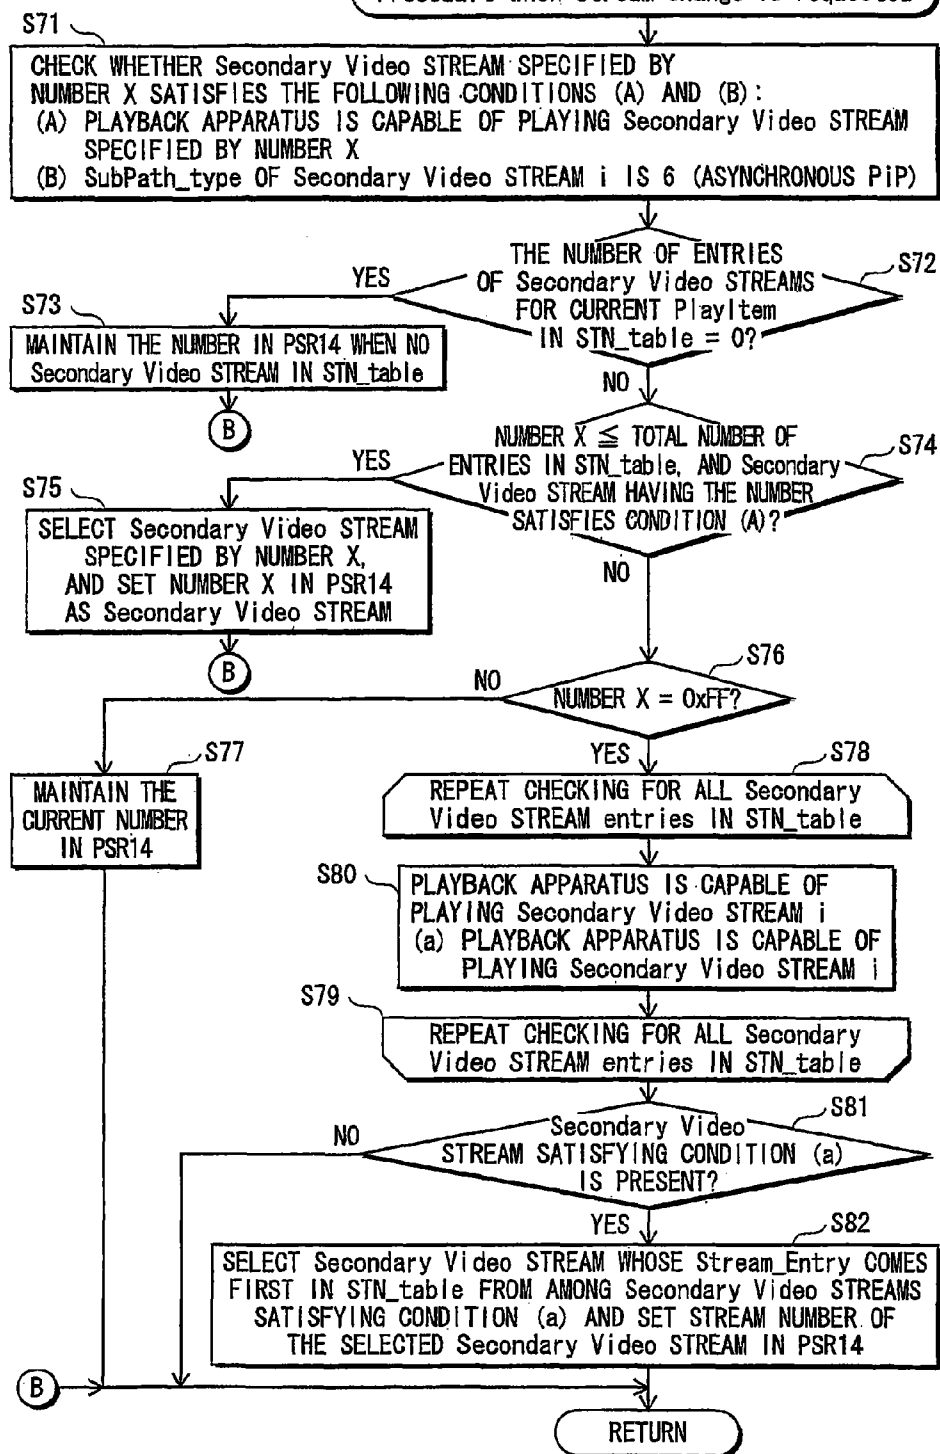 S71
CHECK WHETHER Secondary Video STREAM SPECIFIED BY
NUMBER X SATISFIES THE FOLLOWING CONDITIONS (A) AND (B):
(A) PLAYBACK APPARATUS IS CAPABLE OF PLAYING Secondary Video STREAM
SPECIFIED BY NUMBER X
(B) SubPath_type OF Secondary Video STREAM i IS 6 (ASYNCHRONOUS PiP)
THE NUMBER OF ENTRIES
OF Secondary Video STREAMS
FOR CURRENT PlayItem
IN STN_table = 0?
S72
YES
S73
MAINTAIN THE NUMBER IN PSR14 WHEN NO
Secondary Video STREAM IN STN_table
B
NO
NUMBER X ≦ TOTAL NUMBER OF
ENTRIES IN STN_table, AND Secondary
Video STREAM HAVING THE NUMBER
SATISFIES CONDITION (A)?
S74
YES
S75
SELECT Secondary Video STREAM
SPECIFIED BY NUMBER X,
AND SET NUMBER X IN PSR14
AS Secondary Video STREAM
B
NO
S76
NUMBER X = 0xFF?
NO
S77
MAINTAIN THE
CURRENT NUMBER
IN PSR14
YES
S78
REPEAT CHECKING FOR ALL Secondary
Video STREAM entries IN STN_table
S80
PLAYBACK APPARATUS IS CAPABLE OF
PLAYING Secondary Video STREAM i
(a) PLAYBACK APPARATUS IS CAPABLE OF
PLAYING Secondary Video STREAM i
S79
REPEAT CHECKING FOR ALL Secondary
Video STREAM entries IN STN_table
S81
Secondary Video
STREAM SATISFYING CONDITION (a)
IS PRESENT?
NO
YES
S82
SELECT Secondary Video STREAM WHOSE Stream_Entry COMES
FIRST IN STN_table FROM AMONG Secondary Video STREAMS
SATISFYING CONDITION (a) AND SET STREAM NUMBER OF
THE SELECTED Secondary Video STREAM IN PSR14
B
RETURN